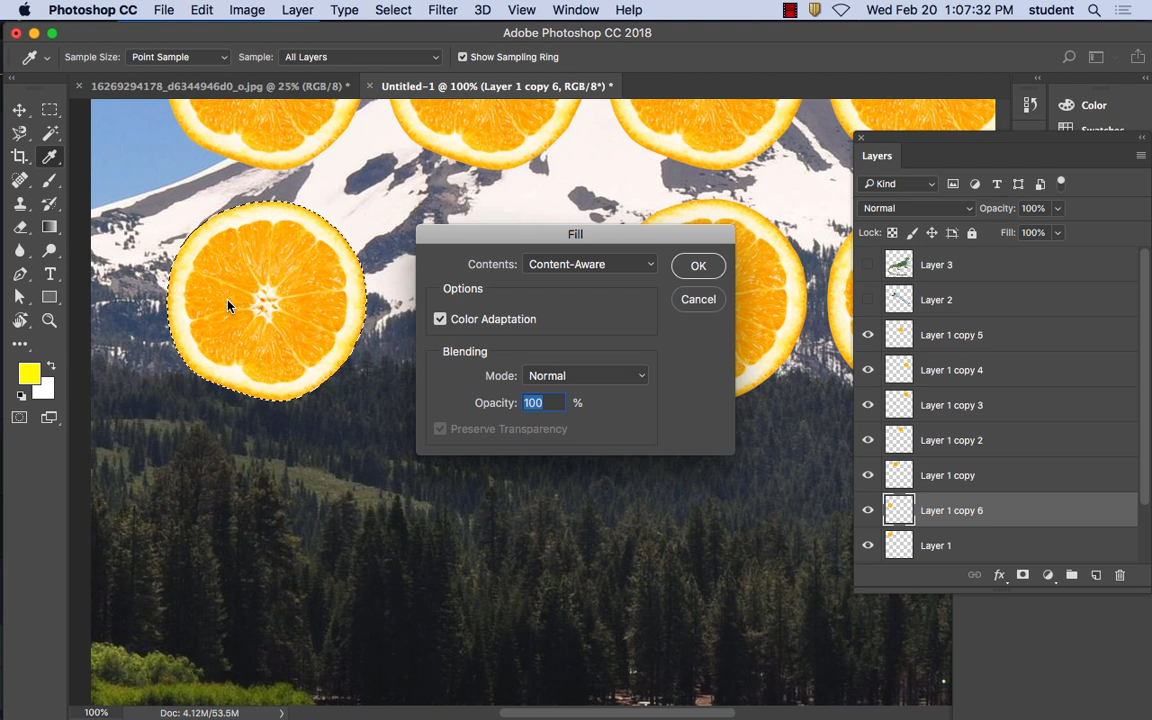 Photoshop CC File Edit Image Layer Type Select Filter 3D View Window Help Wed Feb 20 1:07:32 PM student
Adobe Photoshop CC 2018
Sample Size: Point Sample Sample: All Layers Show Sampling Ring
16269294178_d6344946d0_o.jpg @ 25% (RGB/8) * Untitled-1 @ 100% (Layer 1 copy 6, RGB/8*) *
Color
Swatches
Layers
Kind
Normal Opacity: 100%
Lock: Fill: 100%
Layer 3
Layer 2
Layer 1 copy 5
Layer 1 copy 4
Layer 1 copy 3
Layer 1 copy 2
Layer 1 copy
Layer 1 copy 6
Layer 1
fx
Fill
Contents: Content-Aware OK
Options Cancel
Color Adaptation
Blending
Mode: Normal
Opacity: 100 %
Preserve Transparency
100% Doc: 4.12M/53.5M